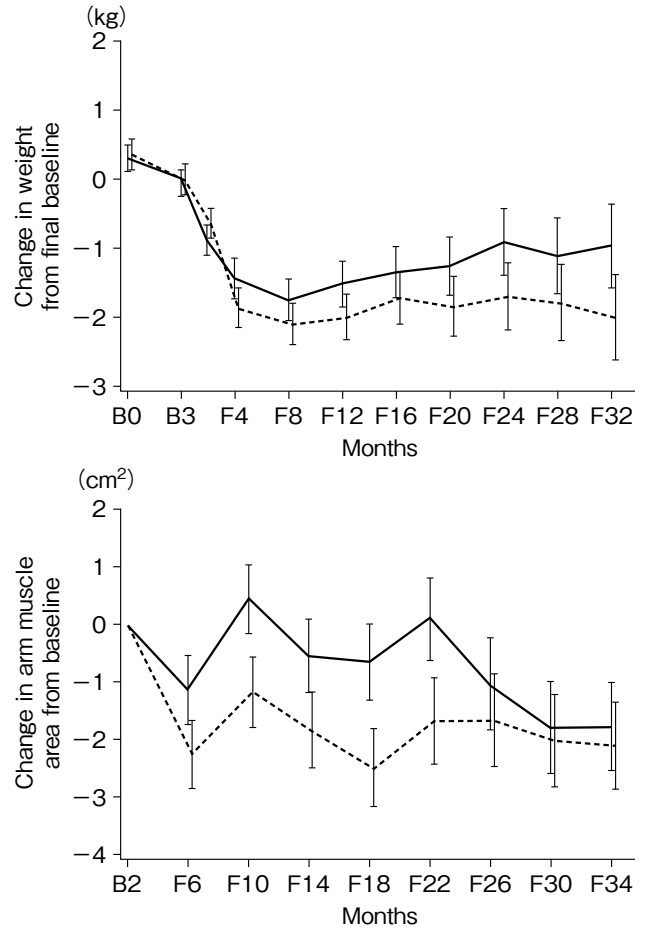 (kg)
2
1
0
−1
−2
−3
Change in weight
from final baseline
B0 B3 F4 F8 F12 F16 F20 F24 F28 F32
Months
(cm²)
2
1
0
−1
−2
−3
−4
Change in arm muscle
area from baseline
B2 F6 F10 F14 F18 F22 F26 F30 F34
Months